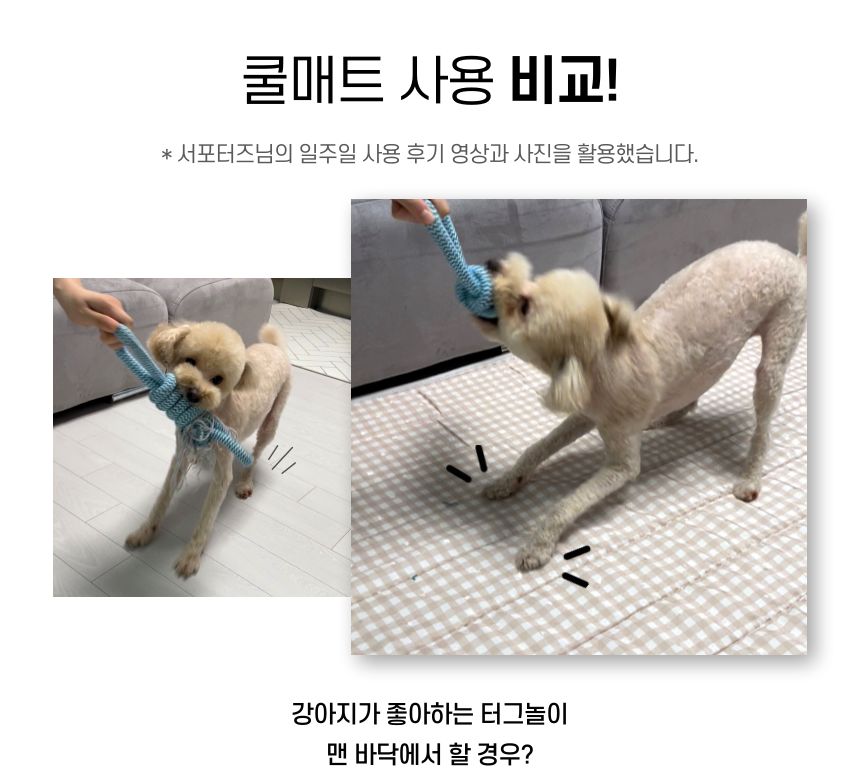 쿨매트 사용 비교!
* 서포터즈님의 일주일 사용 후기 영상과 사진을 활용했습니다.
강아지가 좋아하는 터그놀이
맨 바닥에서 할 경우?